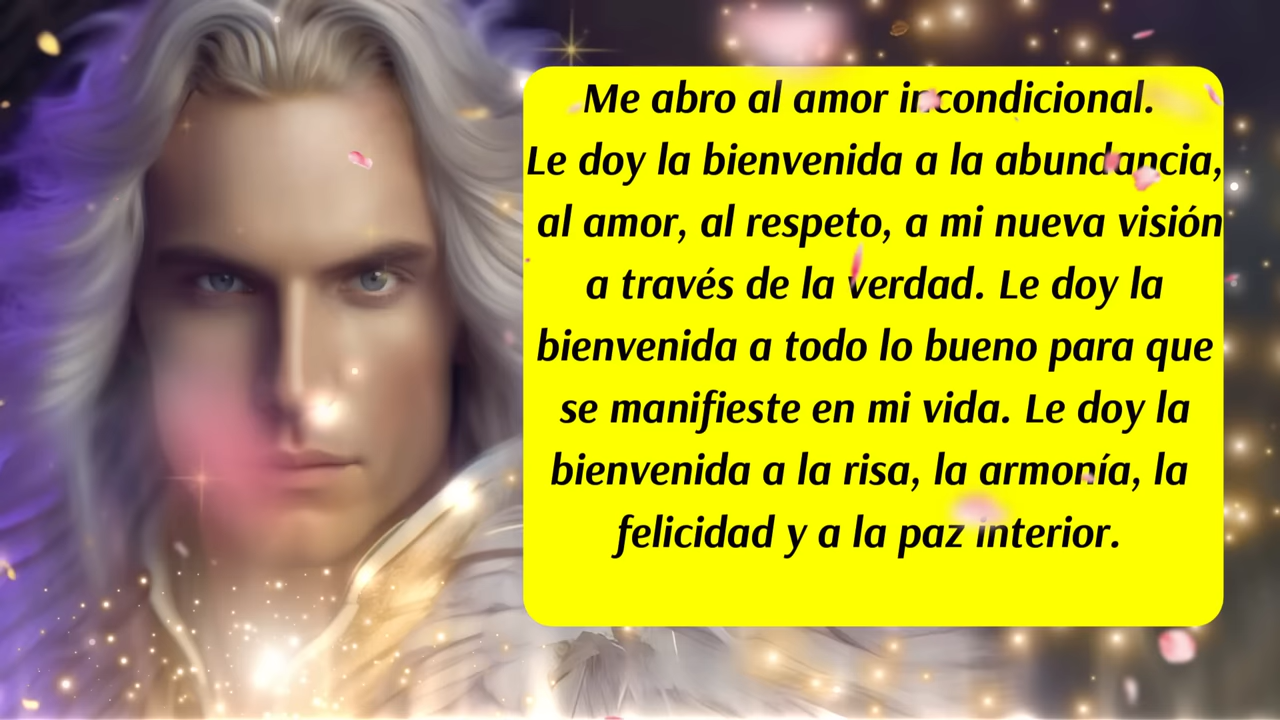 Me abro al amor incondicional.
Le doy la bienvenida a la abundancia,
al amor, al respeto, a mi nueva visión
a través de la verdad. Le doy la
bienvenida a todo lo bueno para que
se manifieste en mi vida. Le doy la
bienvenida a la risa, la armonía, la
felicidad y a la paz interior.